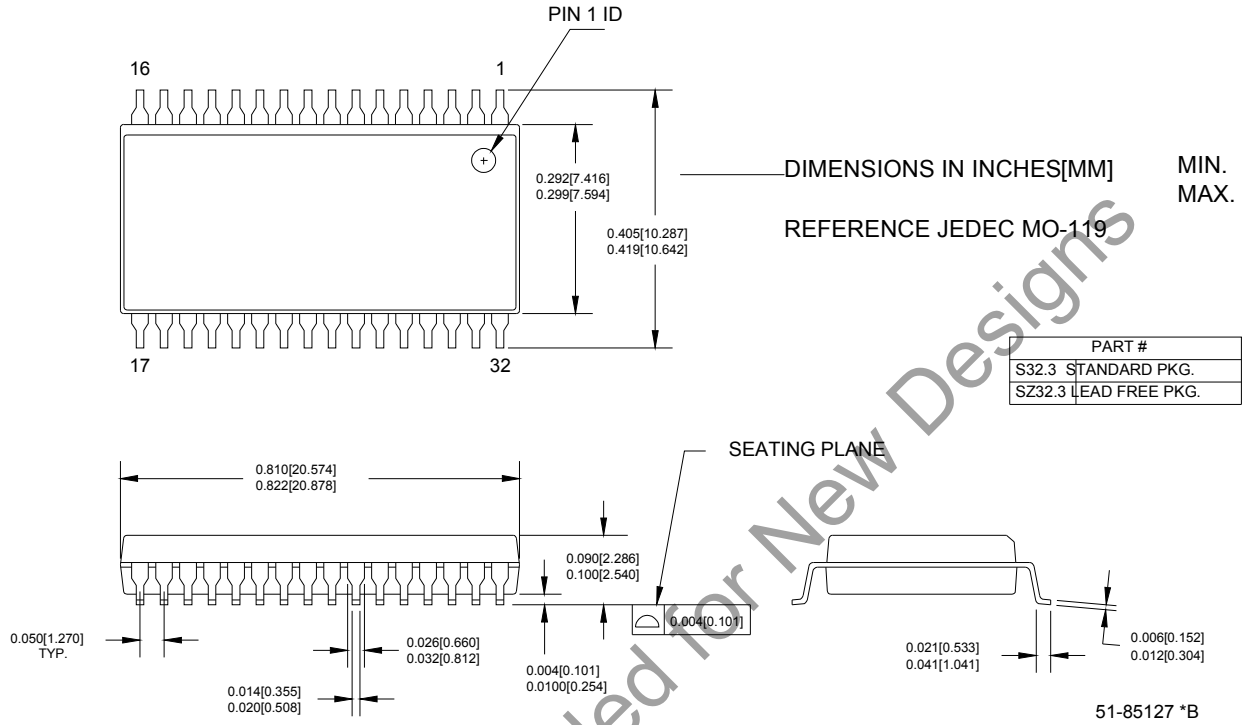 PIN 1 ID
16
1
0.292[7.416]
0.299[7.594]
0.405[10.287]
0.419[10.642]
DIMENSIONS IN INCHES[MM]
MIN.
MAX.
REFERENCE JEDEC MO-119
17
32
PART #
S32.3 STANDARD PKG.
SZ32.3 LEAD FREE PKG.
SEATING PLANE
0.810[20.574]
0.822[20.878]
0.090[2.286]
0.100[2.540]
0.004[0.101]
0.050[1.270]
TYP.
0.026[0.660]
0.032[0.812]
0.014[0.355]
0.020[0.508]
0.004[0.101]
0.0100[0.254]
0.021[0.533]
0.041[1.041]
0.006[0.152]
0.012[0.304]
51-85127 *B
for New Designs